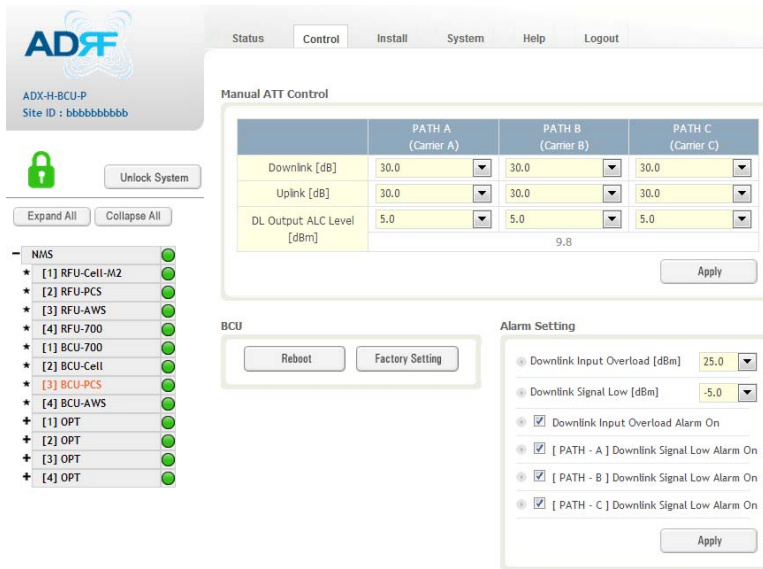 ADRF
ADX-H-BCU-P
Site ID : bbbbbbbbbb
Unlock System
Expand All Collapse All
NMS
[1] RFU-Cell-M2
[2] RFU-PCS
[3] RFU-AWS
[4] RFU-700
[1] BCU-700
[2] BCU-Cell
[3] BCU-PCS
[4] BCU-AWS
[1] OPT
[2] OPT
[3] OPT
[4] OPT
Status Control Install System Help Logout
Manual ATT Control
PATH A PATH B PATH C
(Carrier A) (Carrier B) (Carrier C)
Downlink [dB] 30.0 30.0 30.0
Uplink [dB] 30.0 30.0 30.0
DL Output ALC Level 5.0 5.0 5.0
[dBm] 9.8
Apply
BCU
Reboot Factory Setting
Alarm Setting
Downlink Input Overload [dBm] 25.0
Downlink Signal Low [dBm] -5.0
Downlink Input Overload Alarm On
[ PATH - A ] Downlink Signal Low Alarm On
[ PATH - B ] Downlink Signal Low Alarm On
[ PATH - C ] Downlink Signal Low Alarm On
Apply